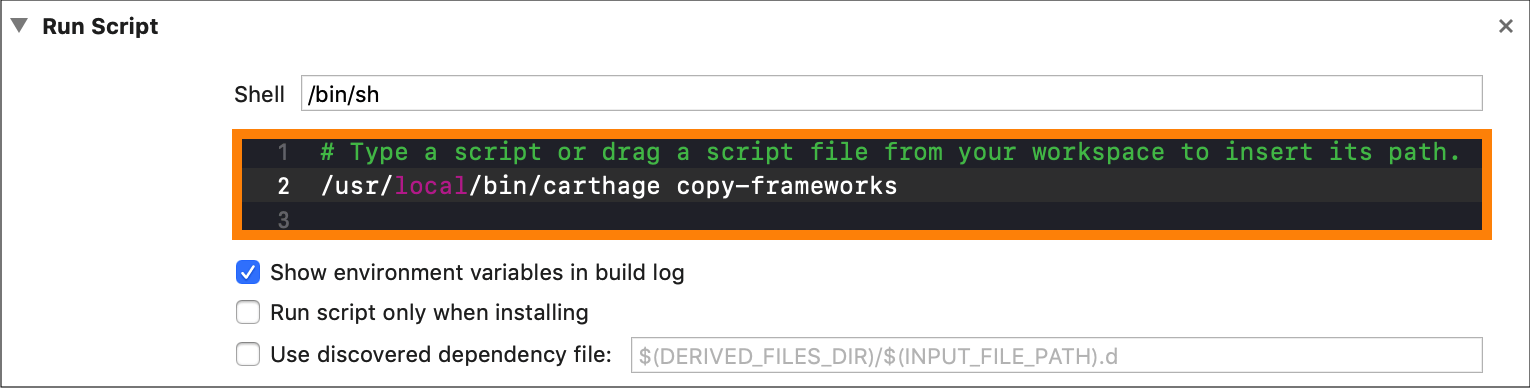 Run Script
Shell /bin/sh
1 # Type a script or drag a script file from your workspace to insert its path.
2 /usr/local/bin/carthage copy-frameworks
3
Show environment variables in build log
Run script only when installing
Use discovered dependency file: $(DERIVED_FILES_DIR)/$(INPUT_FILE_PATH).d